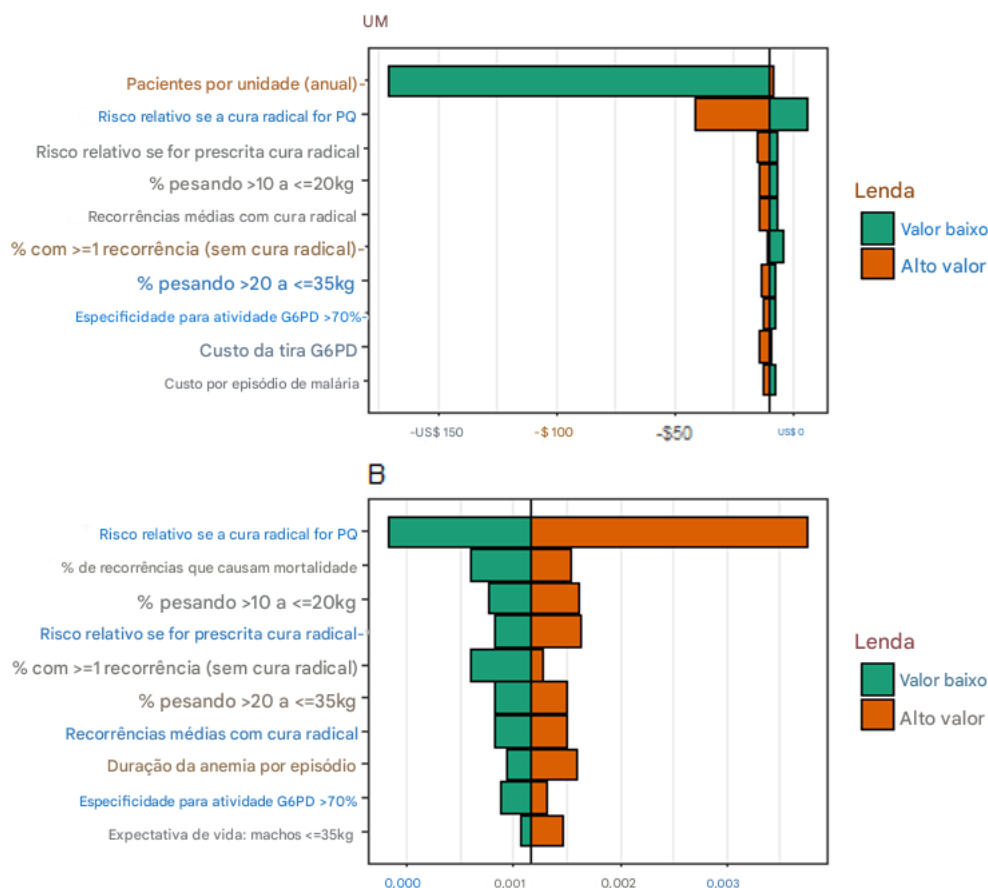 UM
Pacientes por unidade (anual)-
Risco relativo se a cura radical for PQ
Risco relativo se for prescrita cura radical
% pesando >10 a <=20kg
Recorrências médias com cura radical
% com >=1 recorrência (sem cura radical)-
% pesando >20 a <=35kg
Especificidade para atividade G6PD >70%-
Custo da tira G6PD
Custo por episódio de malária
-US$ 150
-$ 100
-$50
US$ 0
Lenda
Valor baixo
Alto valor
B
Risco relativo se a cura radical for PQ
% de recorrências que causam mortalidade
% pesando >10 a <=20kg
Risco relativo se for prescrita cura radical-
% com >=1 recorrência (sem cura radical)
% pesando >20 a <=35kg
Recorrências médias com cura radical
Duração da anemia por episódio
Especificidade para atividade G6PD >70%
Expectativa de vida: machos <=35kg
0.000
0.001
0.002
0.003
Lenda
Valor baixo
Alto valor